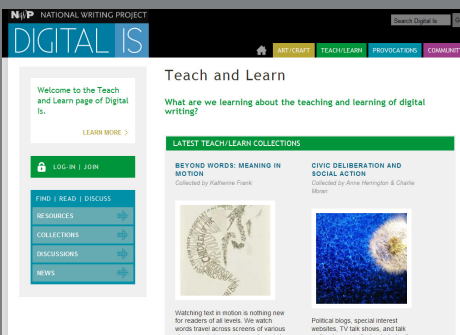 NWP NATIONAL WRITING PROJECT
DIGITAL IS
Search Digital Is
ART/CRAFT
TEACH/LEARN
PROVOCATIONS
COMMUNITY
Welcome to the Teach
and Learn page of Digital
Is.
LEARN MORE >
LOG-IN | JOIN
FIND | READ | DISCUSS
RESOURCES
COLLECTIONS
DISCUSSIONS
NEWS
Teach and Learn
What are we learning about the teaching and learning of digital
writing?
LATEST TEACH/LEARN COLLECTIONS
BEYOND WORDS: MEANING IN
MOTION
Collected by Katherine Frank
Watching text in motion is nothing new
for readers of all levels. We watch
words travel across screens of various
CIVIC DELIBERATION AND
SOCIAL ACTION
Collected by Anne Herrington & Charlie
Moran
Political blogs, special interest
websites, TV talk shows, and talk